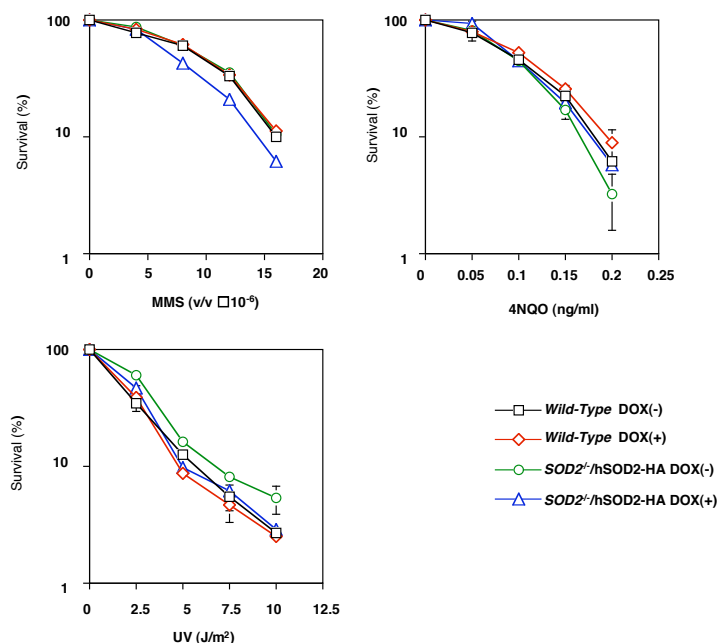 100
10
1
Survival (%)
0
5
10
15
20
MMS (v/v □10-6)
100
10
1
Survival (%)
0
0.05
0.1
0.15
0.2
0.25
4NQO (ng/ml)
100
10
1
Survival (%)
0
2.5
5
7.5
10
12.5
UV (J/m²)
Wild-Type DOX(-)
Wild-Type DOX(+)
SOD2-/-/hSOD2-HA DOX(-)
SOD2-/-/hSOD2-HA DOX(+)